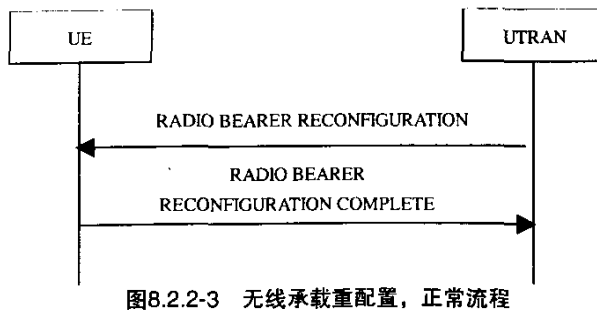 UE
UTRAN
RADIO BEARER RECONFIGURATION
RADIO BEARER
RECONFIGURATION COMPLETE
图8.2.2-3 无线承载重配置，正常流程